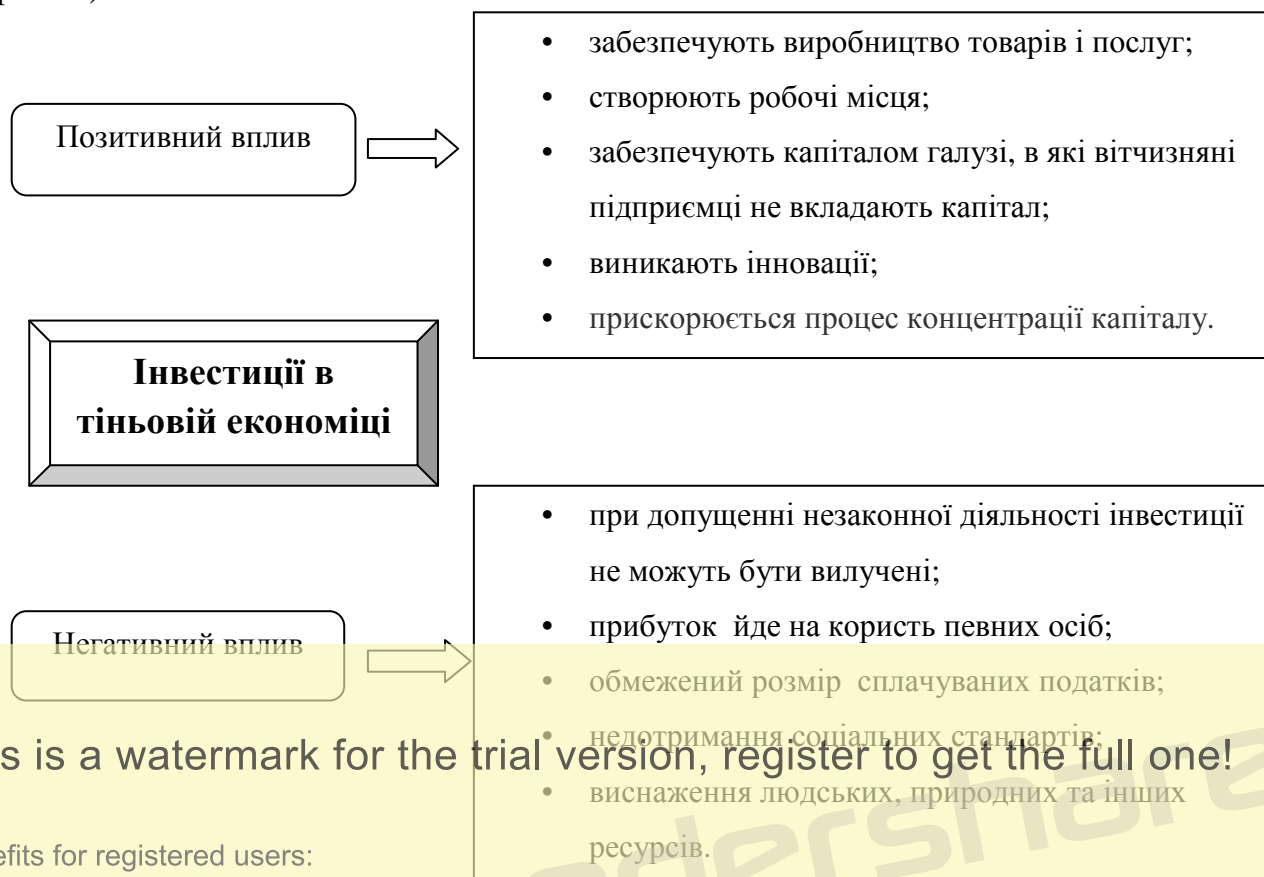 Позитивний вплив
• забезпечують виробництво товарів і послуг;
• створюють робочі місця;
• забезпечують капіталом галузі, в які вітчизняні
підприємці не вкладають капітал;
• виникають інновації;
• прискорюється процес концентрації капіталу.
Інвестиції в
тіньовій економіці
Негативний вплив
• при допущенні незаконної діяльності інвестиції
не можуть бути вилучені;
• прибуток йде на користь певних осіб;
• обмежений розмір сплачуваних податків;
• недотримання соціальних стандартів;
• виснаження людських, природних та інших
ресурсів.
s is a watermark for the trial version, register to get the full one!
efits for registered users: